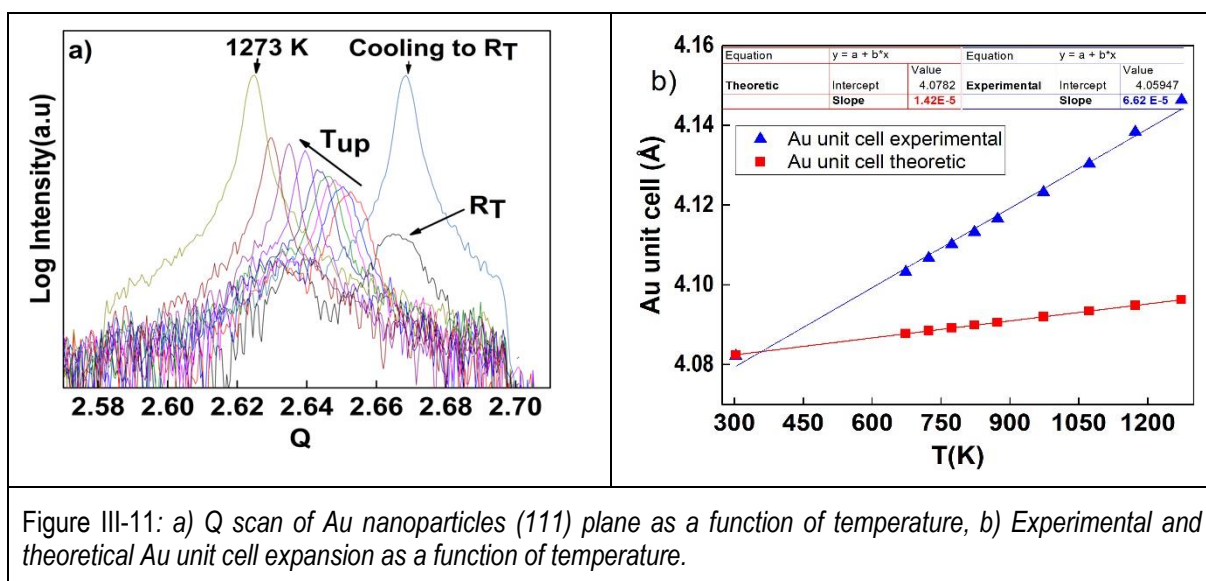 a)
1273 K
Cooling to RT
Tup
RT
Log Intensity(a.u)
2.58 2.60 2.62 2.64 2.66 2.68 2.70
Q
b)
4.16
4.14
4.12
4.10
4.08
Au unit cell (Å)
Equation y = a + b*x Equation y = a + b*x
Value Value
Theoretic Intercept 4.0782 Experimental Intercept 4.05947
Slope 1.42E-5 Slope 6.62 E-5
Au unit cell experimental
Au unit cell theoretic
300 450 600 750 900 1050 1200
T(K)
Figure III-11: a) Q scan of Au nanoparticles (111) plane as a function of temperature, b) Experimental and
theoretical Au unit cell expansion as a function of temperature.